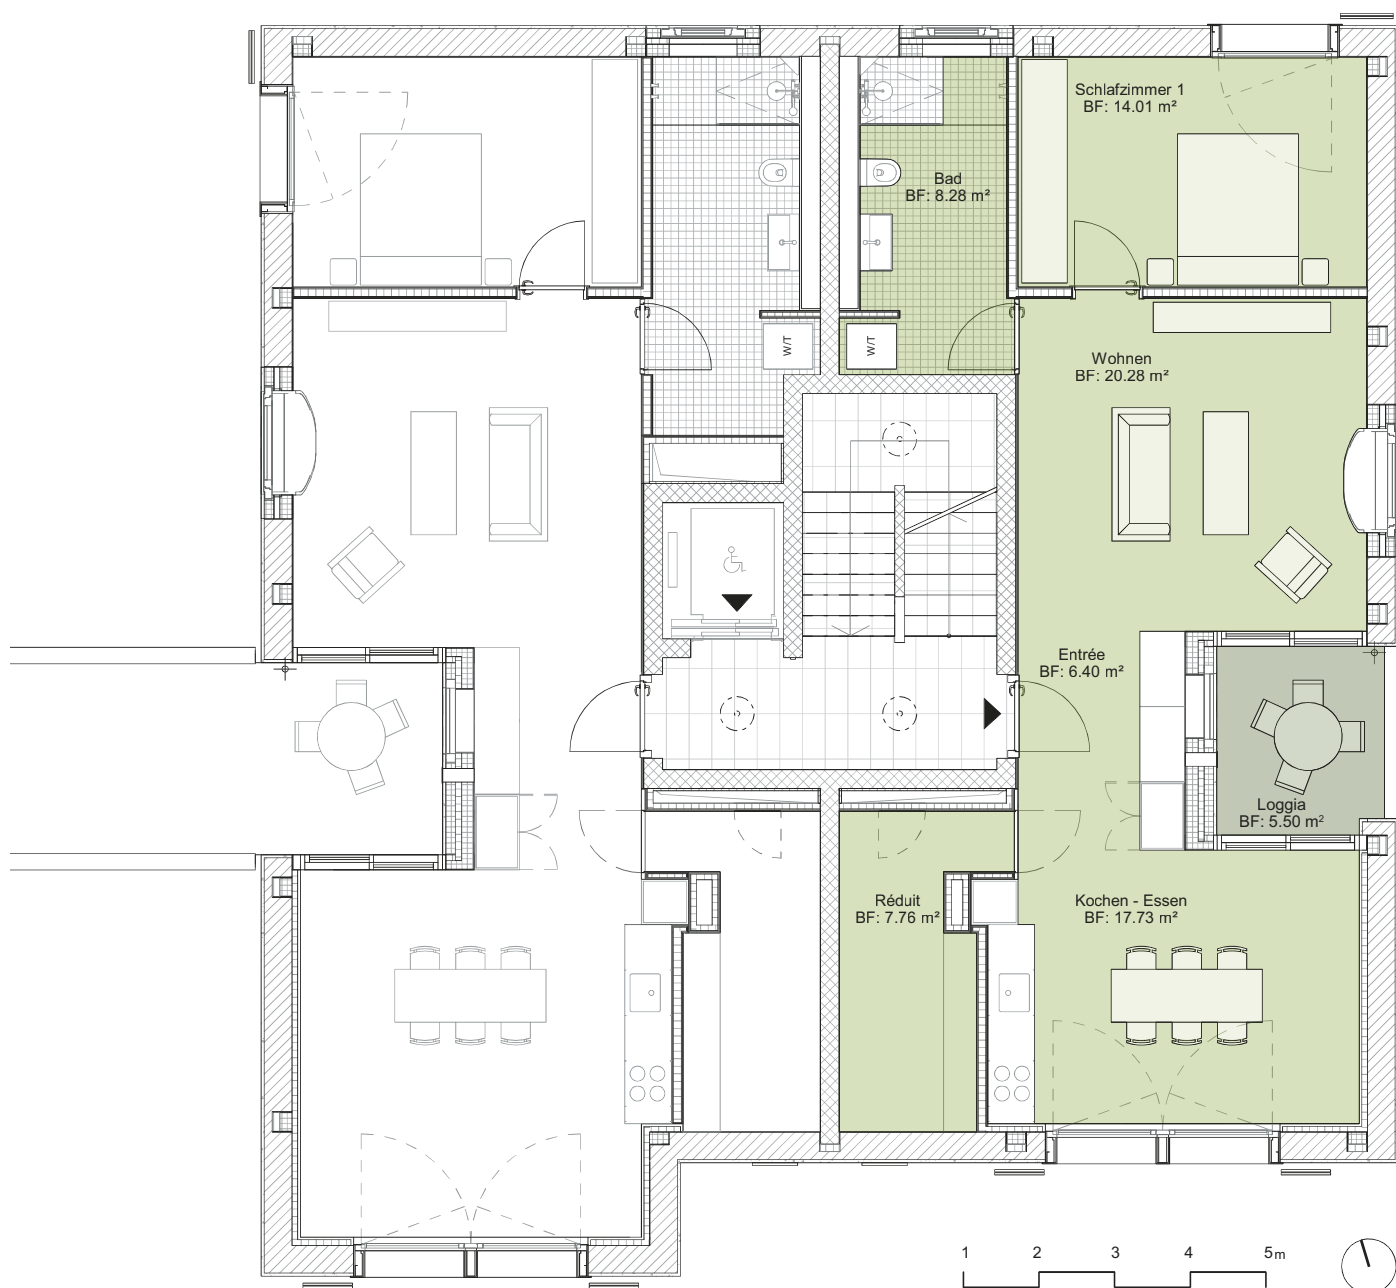 Schlafzimmer 1
BF: 14.01 m²
Bad
BF: 8.28 m²
W/T
W/T
Wohnen
BF: 20.28 m²
Entrée
BF: 6.40 m²
Loggia
BF: 5.50 m²
Réduit
BF: 7.76 m²
Kochen - Essen
BF: 17.73 m²
1 2 3 4 5m